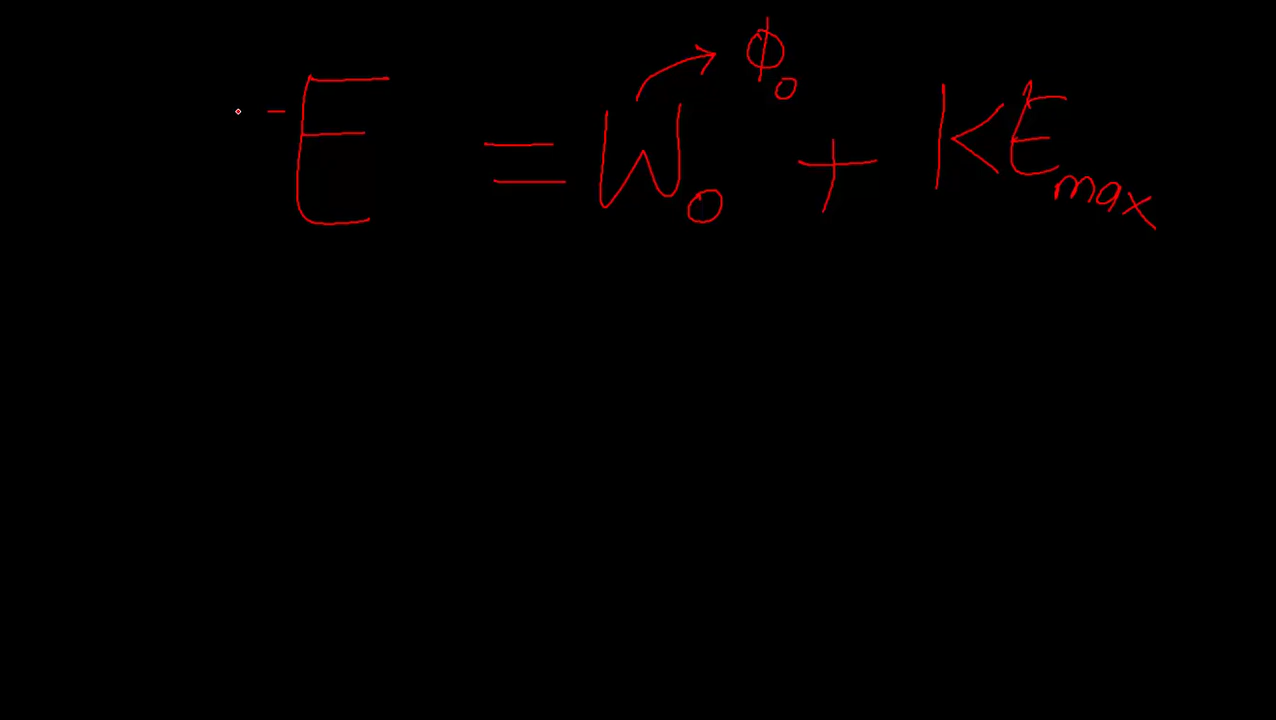 ϕ₀
- E = W₀ + KEmax